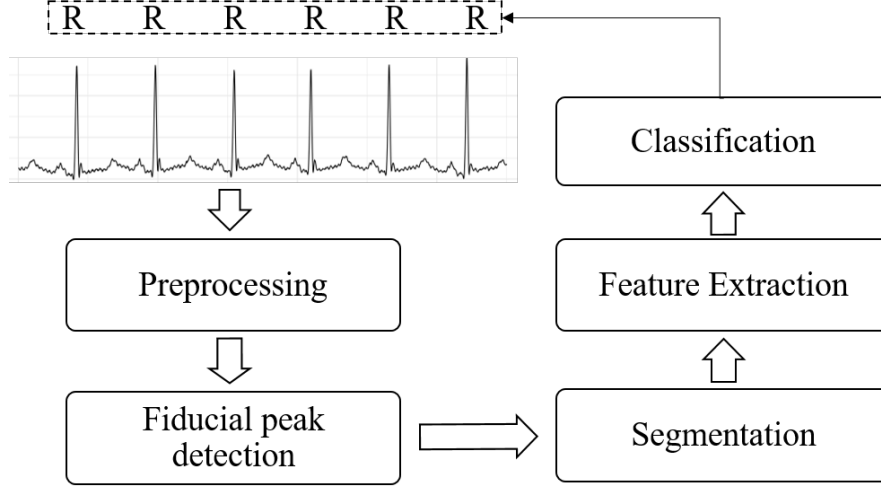 R R R R R R
Classification
Preprocessing
Feature Extraction
Fiducial peak
detection
Segmentation